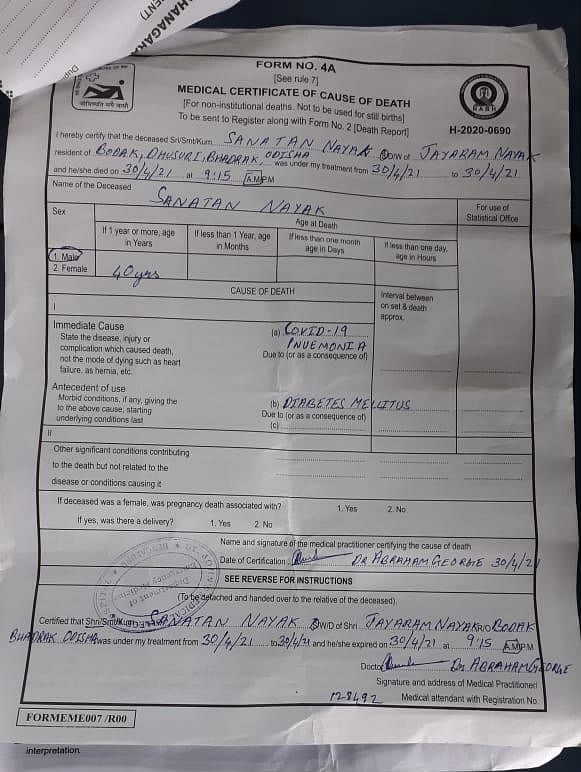 HANAGAR
ENT)
FORM NO. 4A
[See rule 7]
MEDICAL CERTIFICATE OF CAUSE OF DEATH
[For non-institutional deaths. Not to be used for still births]
To be sent to Register along with Form No. 2 [Death Report]
NABH
H-2020-0690
I hereby certify that the deceased Sri/Smt/Kum. SANATAN NAYAK S/D/W of JAYARAM NAYAK
resident of BODAK, DHUSURI, BHADRAK, ODISHA was under my treatment from 30/4/21 to 30/4/21
and he/she died on 30/4/21 at 9:15 A.M/P.M
Name of the Deceased SANATAN NAYAK
For use of
Statistical Office
Sex
Age at Death
If 1 year or more, age
in Years
If less than 1 Year, age
in Months
If less than one month
age in Days
If less than one day,
age in Hours
1. Male
2. Female
40yrs
CAUSE OF DEATH
Interval between
on set & death
approx.
I
Immediate Cause
(a) COVID-19
State the disease, injury or
PNUEMONIA
complication which caused death,
Due to (or as a consequence of)
not the mode of dying such as heart
failure, as hernia, etc.
Antecedent of use
Morbid conditions, if any, giving the
(b) DIABETES MELLITUS
to the above cause, starting
Due to (or as a consequence of)
underlying conditions last
(c)
II
Other significant conditions contributing
to the death but not related to the
disease or conditions causing it
If deceased was a female, was pregnancy death associated with? 1. Yes 2. No
If yes, was there a delivery? 1. Yes 2. No
Name and signature of the medical practitioner certifying the cause of death
Date of Certification: DR ABRAHAM GEORGE 30/4/21
SEE REVERSE FOR INSTRUCTIONS
(To be detached and handed over to the relative of the deceased).
Certified that Shri/Smt/Kum SANATAN NAYAK S/W/D of Shri JAYARAM NAYAK R/O BODAK
BHADRAK ODISHA was under my treatment from 30/4/21 to 30/4/21 and he/she expired on 30/4/21 at 9:15 A.M/P.M
Doctor Dr. ABRAHAM GEORGE
Signature and address of Medical Practitioner
128492 Medical attendant with Registration No.
FORMEME007 /R00
interpretation.